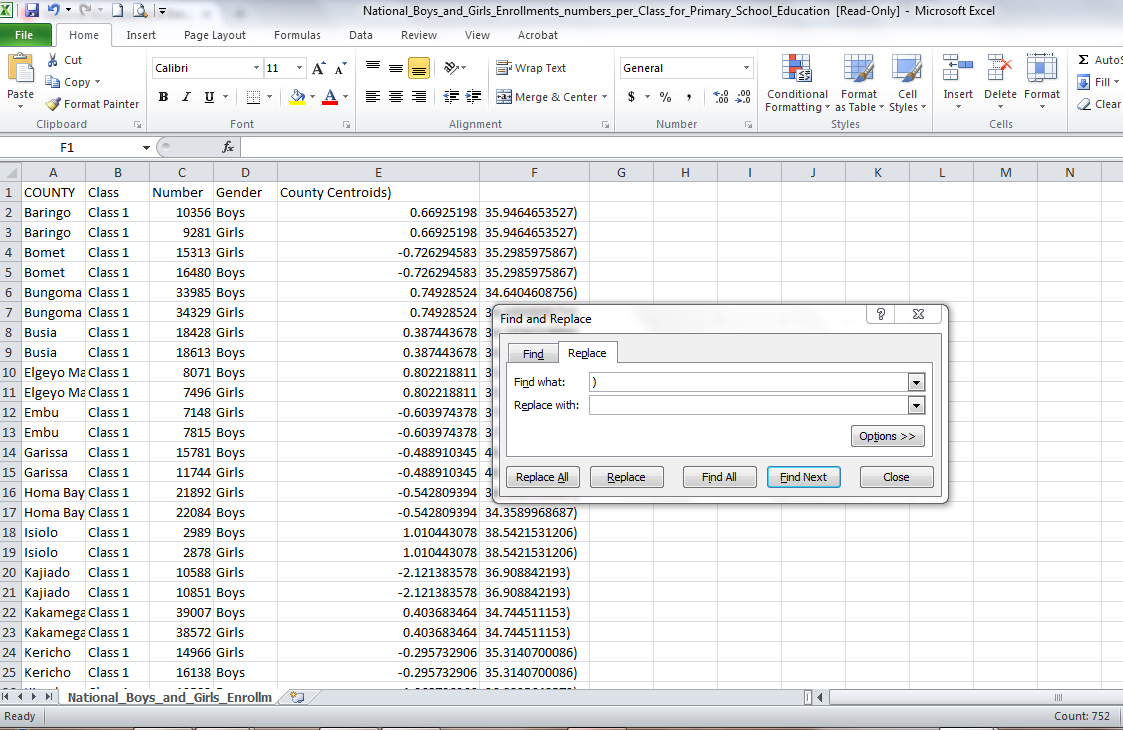 National_Boys_and_Girls_Enrollments_numbers_per_Class_for_Primary_School_Education [Read-Only] - Microsoft Excel
File Home Insert Page Layout Formulas Data Review View Acrobat
Cut
Copy
Format Painter
Paste
Clipboard
Calibri 11
B I U
Font
Wrap Text
Merge & Center
Alignment
General
$ % ,
Number
Conditional Formatting
Format as Table
Cell Styles
Styles
Insert Delete Format
Cells
Σ AutoS
Fill
Clear
F1 fx
A B C D E F G H I J K L M N
1 COUNTY Class Number Gender County Centroids)
2 Baringo Class 1 10356 Boys 0.66925198 35.9464653527)
3 Baringo Class 1 9281 Girls 0.66925198 35.9464653527)
4 Bomet Class 1 15313 Girls -0.726294583 35.2985975867)
5 Bomet Class 1 16480 Boys -0.726294583 35.2985975867)
6 Bungoma Class 1 33985 Boys 0.74928524 34.6404608756)
7 Bungoma Class 1 34329 Girls 0.74928524
8 Busia Class 1 18428 Girls 0.387443678
9 Busia Class 1 18613 Boys 0.387443678
10 Elgeyo Ma Class 1 8071 Boys 0.802218811
11 Elgeyo Ma Class 1 7496 Girls 0.802218811
12 Embu Class 1 7148 Girls -0.603974378
13 Embu Class 1 7815 Boys -0.603974378
14 Garissa Class 1 15781 Boys -0.488910345
15 Garissa Class 1 11744 Girls -0.488910345
16 Homa Bay Class 1 21892 Girls -0.542809394
17 Homa Bay Class 1 22084 Boys -0.542809394 34.3589968687)
18 Isiolo Class 1 2989 Boys 1.010443078 38.5421531206)
19 Isiolo Class 1 2878 Girls 1.010443078 38.5421531206)
20 Kajiado Class 1 10588 Girls -2.121383578 36.908842193)
21 Kajiado Class 1 10851 Boys -2.121383578 36.908842193)
22 Kakamega Class 1 39007 Boys 0.403683464 34.744511153)
23 Kakamega Class 1 38572 Girls 0.403683464 34.744511153)
24 Kericho Class 1 14966 Girls -0.295732906 35.3140700086)
25 Kericho Class 1 16138 Boys -0.295732906 35.3140700086)
Find and Replace
Find Replace
Find what: )
Replace with:
Options >>
Replace All Replace Find All Find Next Close
National_Boys_and_Girls_Enrollm
Ready Count: 752